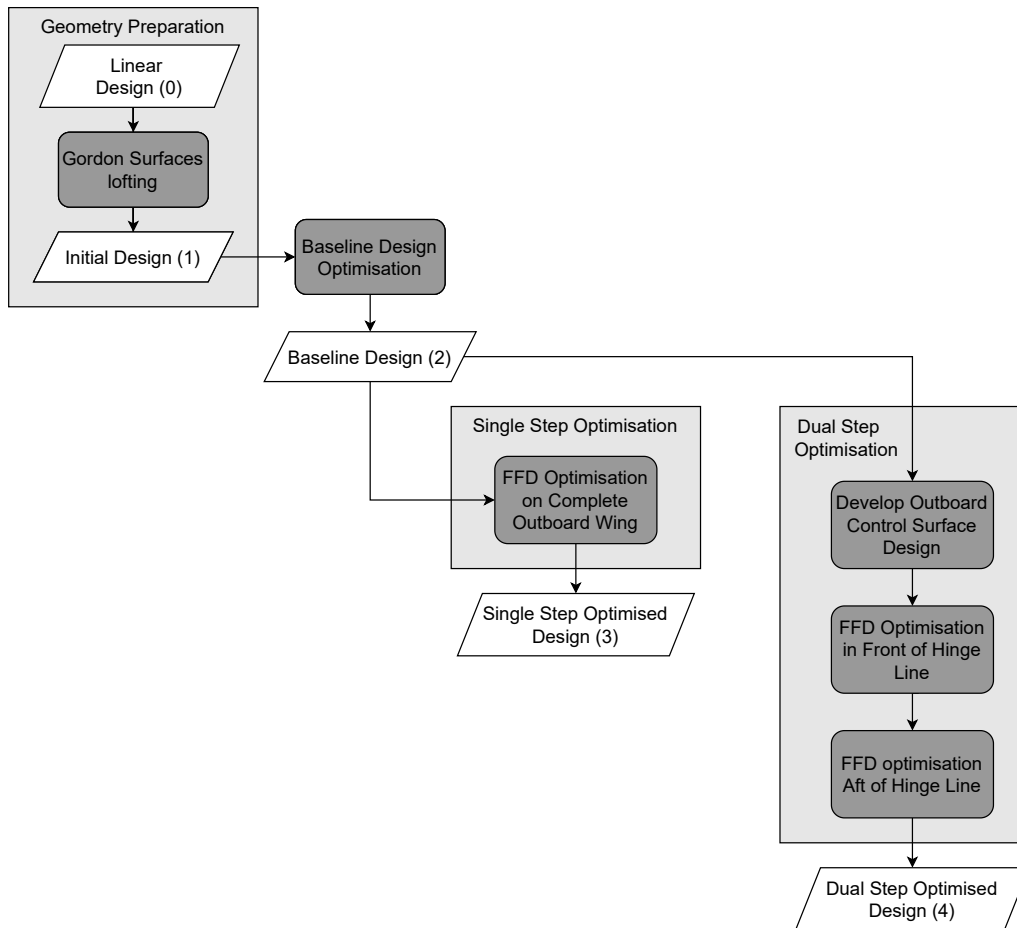 Geometry Preparation
Linear
Design (0)
Gordon Surfaces
lofting
Initial Design (1)
Baseline Design
Optimisation
Baseline Design (2)
Single Step Optimisation
FFD Optimisation
on Complete
Outboard Wing
Single Step Optimised
Design (3)
Dual Step
Optimisation
Develop Outboard
Control Surface
Design
FFD Optimisation
in Front of Hinge
Line
FFD optimisation
Aft of Hinge Line
Dual Step Optimised
Design (4)